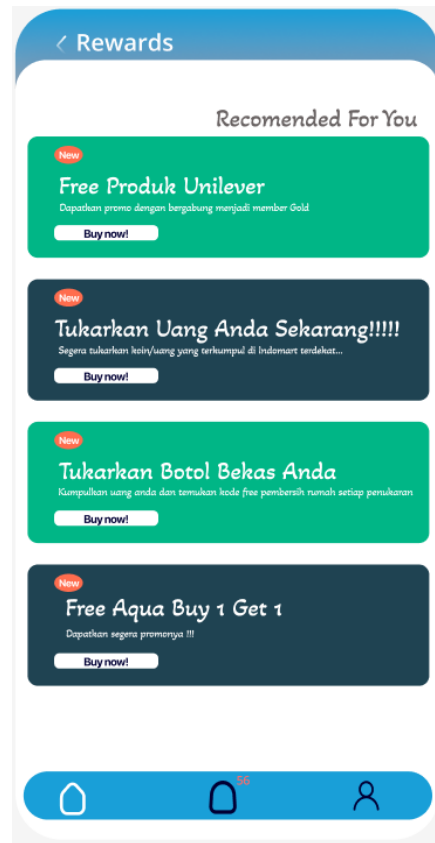 Rewards
Recomended For You
New
Free Produk Unilever
Dapatkan promo dengan bergabung menjadi member Gold
Buy now!
New
Tukarkan Uang Anda Sekarang!!!!!
Segera tukarkan koin/uang yang terkumpul di Indomart terdekat...
Buy now!
New
Tukarkan Botol Bekas Anda
Kumpulkan uang anda dan temukan kode free pembersih rumah setiap penukaran
Buy now!
New
Free Aqua Buy 1 Get 1
Dapatkan segera promonya !!!
Buy now!
56